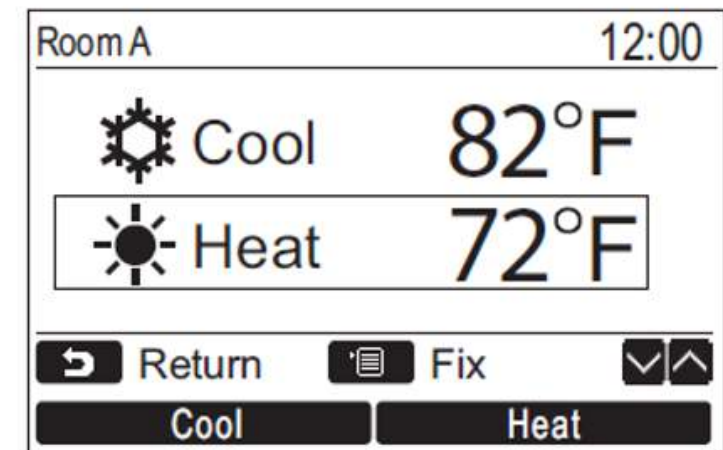 Room A 12:00
Cool 82°F
Heat 72°F
Return Fix
Cool Heat